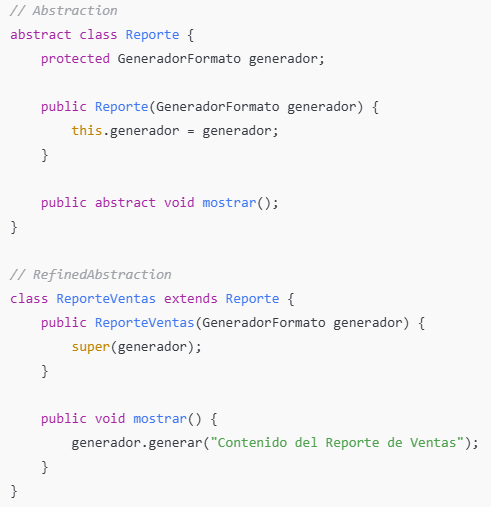 // Abstraction
abstract class Reporte {
    protected GeneradorFormato generador;

    public Reporte(GeneradorFormato generador) {
        this.generador = generador;
    }

    public abstract void mostrar();
}

// RefinedAbstraction
class ReporteVentas extends Reporte {
    public ReporteVentas(GeneradorFormato generador) {
        super(generador);
    }

    public void mostrar() {
        generador.generar("Contenido del Reporte de Ventas");
    }
}